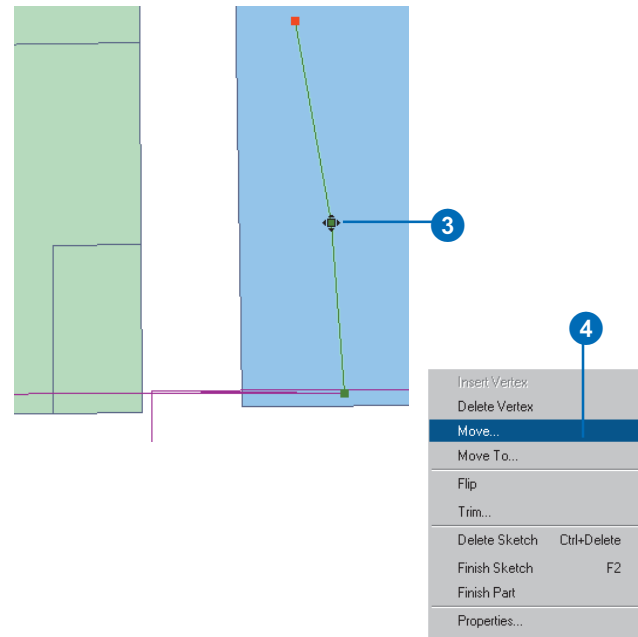 3
4
Insert Vertex
Delete Vertex
Move...
Move To...
Flip
Trim...
Delete Sketch Ctrl+Delete
Finish Sketch F2
Finish Part
Properties...